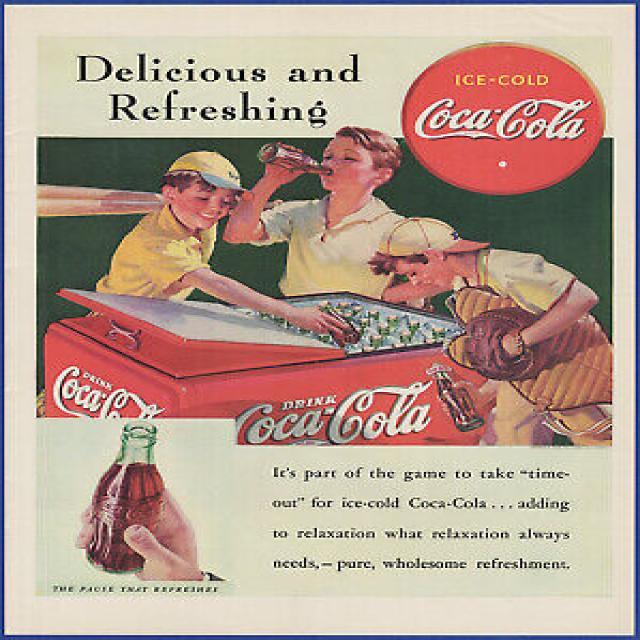 Delicious and
Refreshing
ICE-COLD
Coca-Cola
DRINK
Coca-Cola
DRINK
Coca-Cola
It's part of the game to take "time-
out" for ice-cold Coca-Cola ... adding
to relaxation what relaxation always
needes,– pure, wholesome refreshment.
THE PAUSE THAT REFRESHES